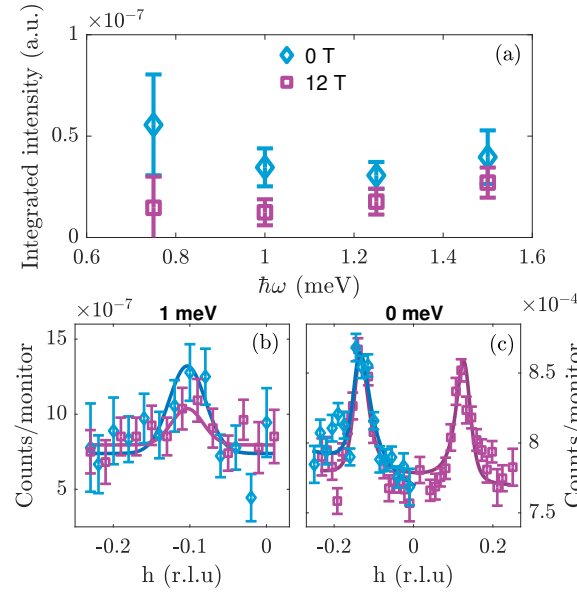 ×10⁻⁷
1
0.5
0
Integrated intensity (a.u.)
(a)
0 T
12 T
0.6 0.8 1 1.2 1.4 1.6
ħω (meV)
×10⁻⁷
1 meV
(b)
15
10
5
Counts/monitor
-0.2 -0.1 0
h (r.l.u)
0 meV
(c)
×10⁻⁴
8.5
8
7.5
Counts/monitor
-0.2 0 0.2
h (r.l.u)